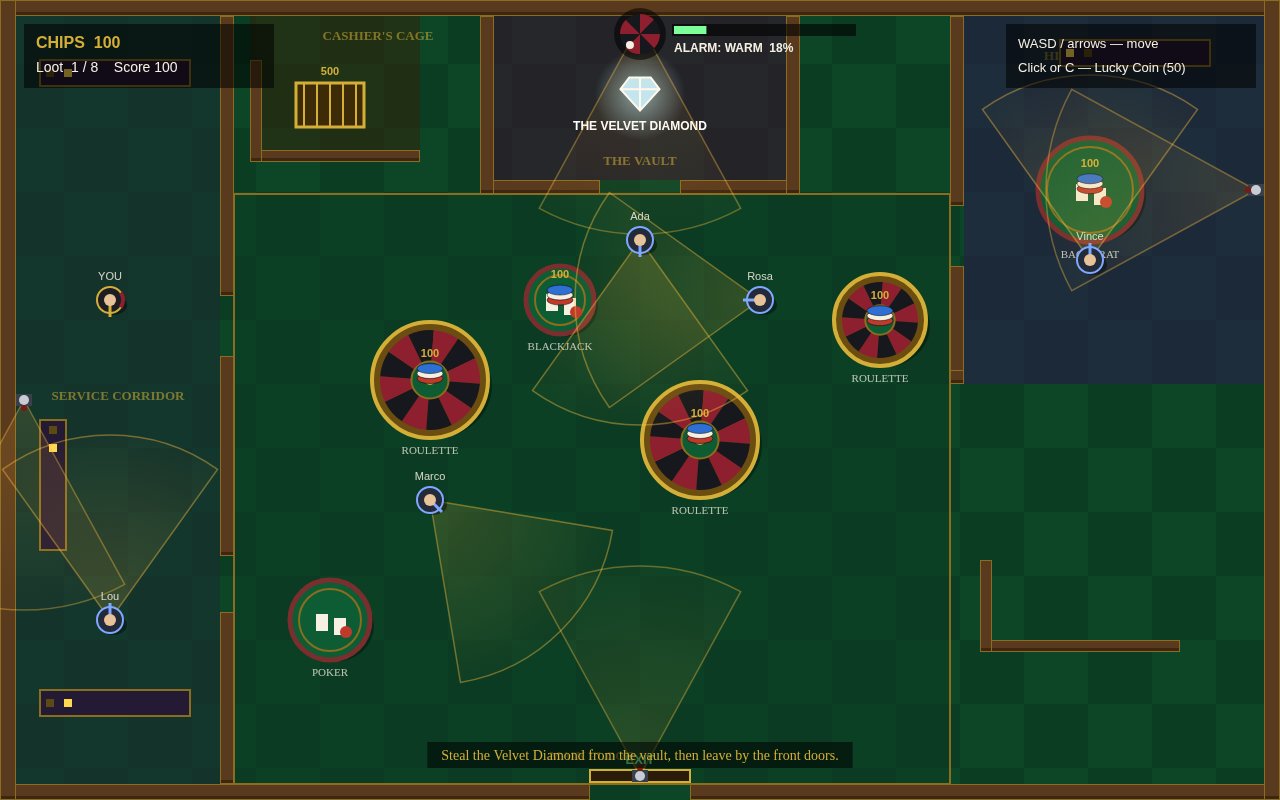 CHIPS 100
Loot 1 / 8 Score 100
CASHIER'S CAGE
500
ALARM: WARM 18%
THE VELVET DIAMOND
THE VAULT
WASD / arrows — move
Click or C — Lucky Coin (50)
100
Vince
YOU
Ada
Rosa
100
BLACKJACK
100
ROULETTE
100
ROULETTE
SERVICE CORRIDOR
100
ROULETTE
Marco
Lou
POKER
EXIT
Steal the Velvet Diamond from the vault, then leave by the front doors.